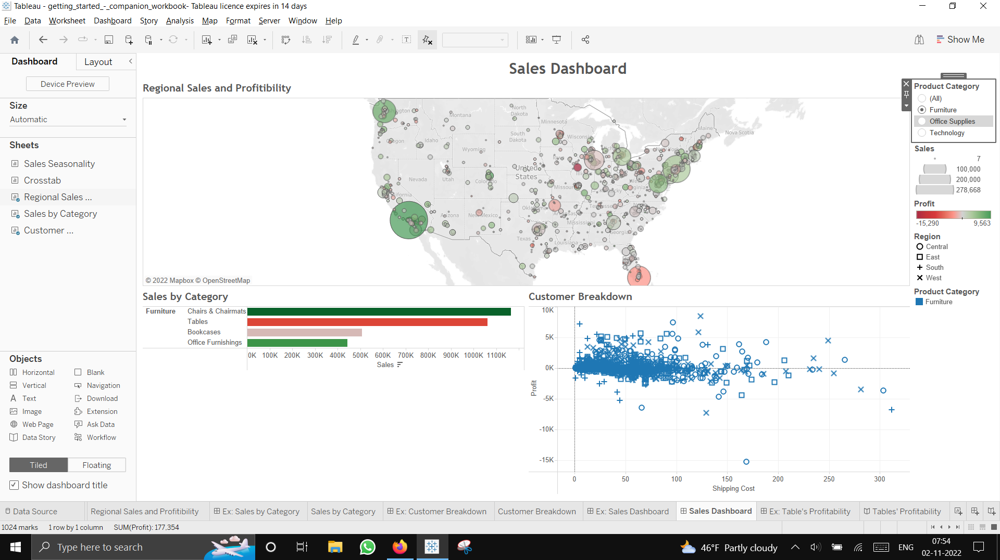 Tableau - getting_started_-_companion_workbook- Tableau licence expires in 14 days
File Data Worksheet Dashboard Story Analysis Map Format Server Window Help
Show Me
Dashboard
Layout
Device Preview
Size
Automatic
Sheets
Sales Seasonality
Crosstab
Regional Sales ...
Sales by Category
Customer ...
Objects
Horizontal
Blank
Vertical
Navigation
Text
Download
Image
Extension
Web Page
Ask Data
Data Story
Workflow
Tiled
Floating
Show dashboard title
Sales Dashboard
Regional Sales and Profitibility
North
Dakota
Montana
Minnesota
South
Dakota
Wisconsin
Maine
Nova Scotia
Idaho
Wyoming
United
States
Nevada
Utah
Missouri
Oklahoma
Arizona
New Mexico
Mississippi
Georgia
Texas
Louisiana
© 2022 Mapbox © OpenStreetMap
Product Category
(All)
Furniture
Office Supplies
Technology
Sales
7
100,000
200,000
278,668
Profit
-15,290 9,563
Region
Central
East
South
West
Product Category
Furniture
Sales by Category
Furniture
Chairs & Chairmats
Tables
Bookcases
Office Furnishings
0K 100K 200K 300K 400K 500K 600K 700K 800K 900K 1000K 1100K
Sales
Customer Breakdown
10K
5K
0K
-5K
-10K
-15K
Profit
0 50 100 150 200 250 300
Shipping Cost
Data Source
Regional Sales and Profitibility
Ex: Sales by Category
Sales by Category
Ex: Customer Breakdown
Customer Breakdown
Ex: Sales Dashboard
Sales Dashboard
Ex: Table's Profitability
Tables' Profitability
1024 marks 1 row by 1 column SUM(Profit): 177,354
Type here to search
46°F Partly cloudy
ENG
07:54
02-11-2022